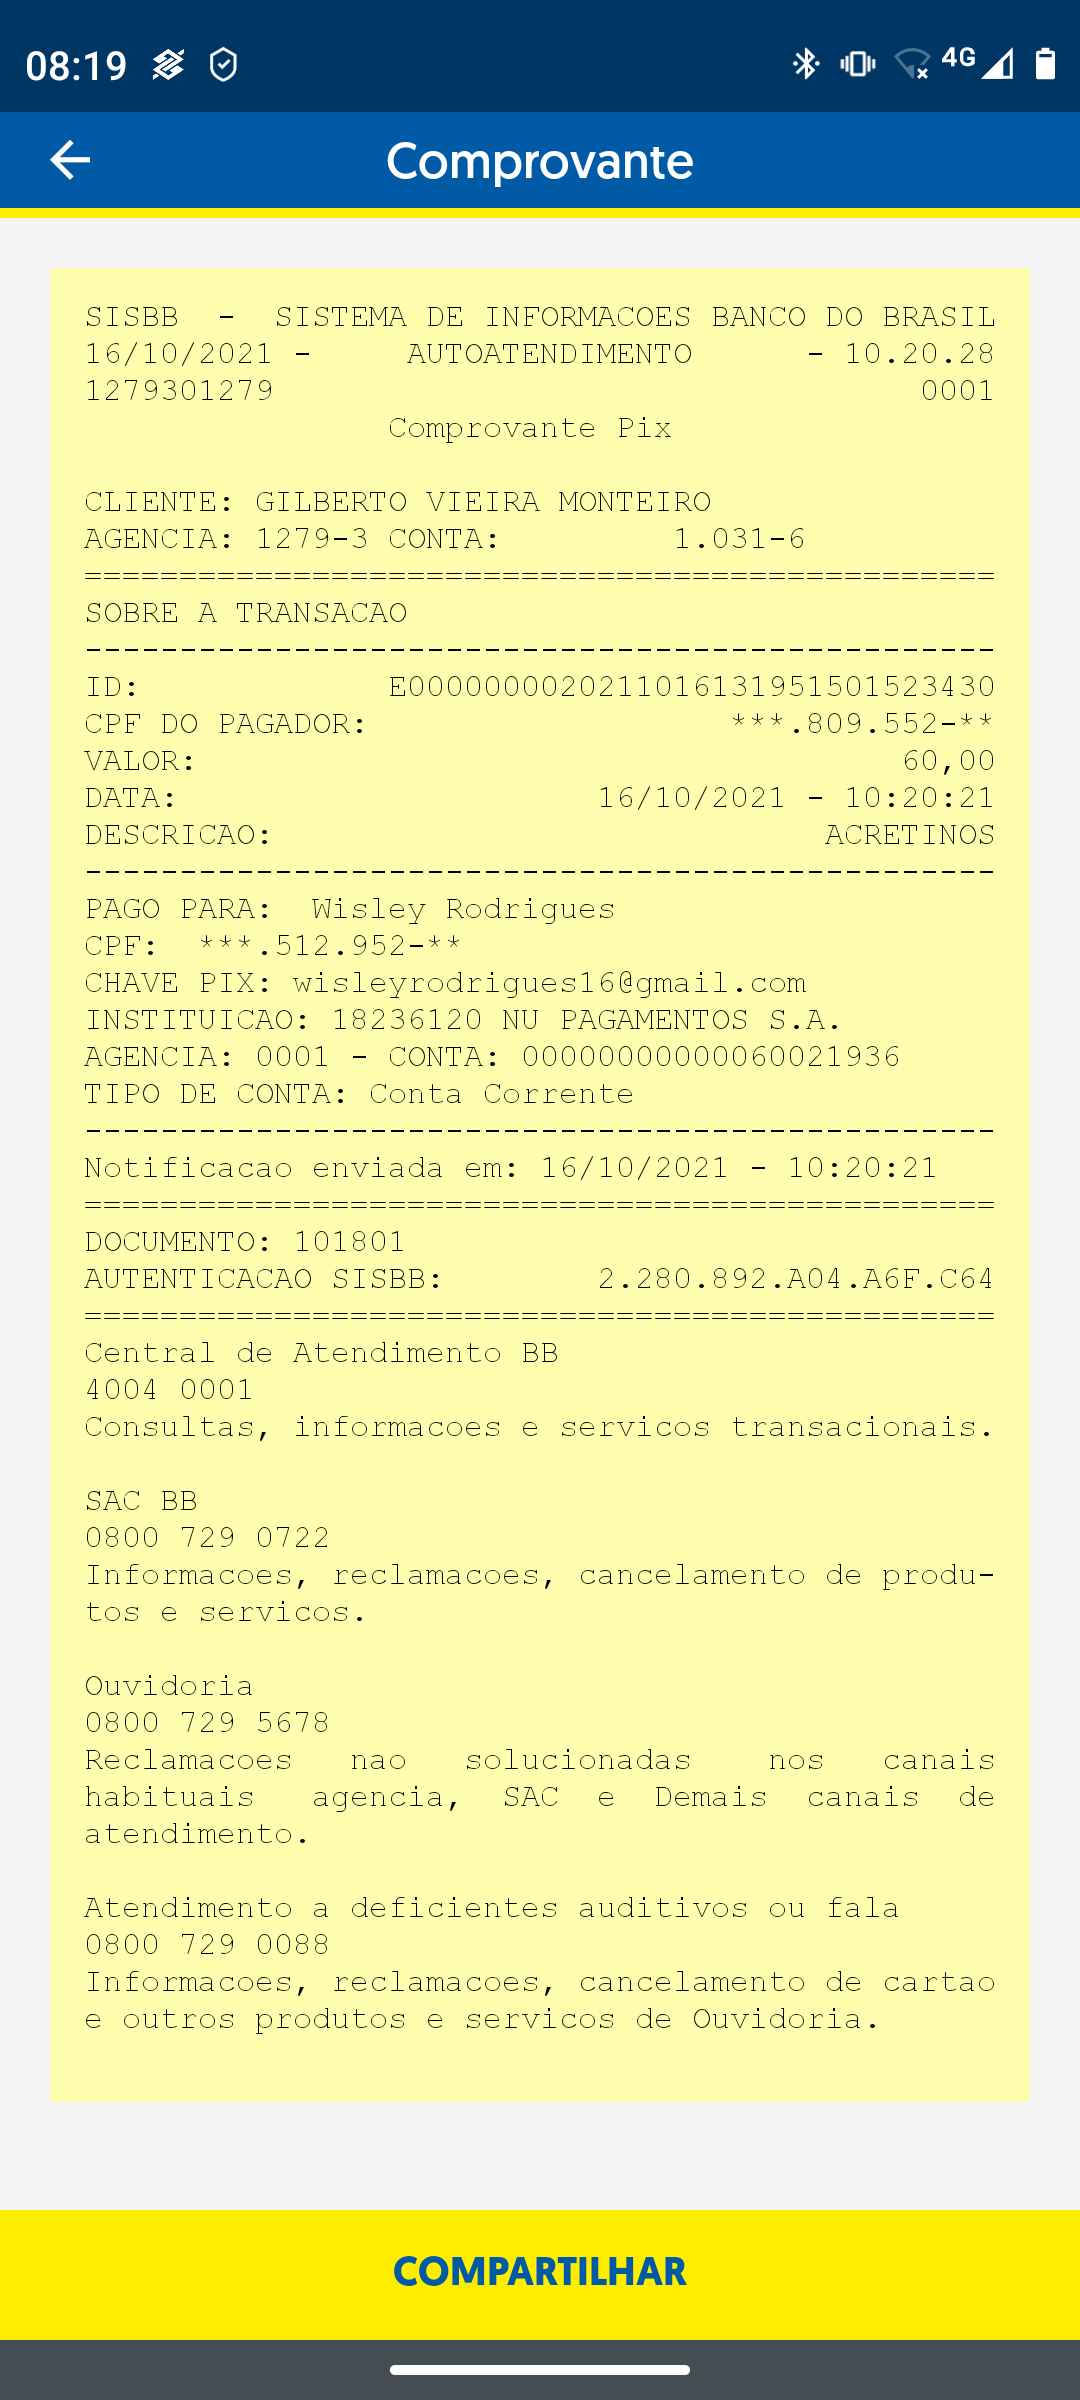 08:19
4G
Comprovante
SISBB - SISTEMA DE INFORMACOES BANCO DO BRASIL
16/10/2021 - AUTOATENDIMENTO - 10.20.28
1279301279 0001
Comprovante Pix
CLIENTE: GILBERTO VIEIRA MONTEIRO
AGENCIA: 1279-3 CONTA: 1.031-6
================================================
SOBRE A TRANSACAO
------------------------------------------------
ID: E0000000020211016131951501523430
CPF DO PAGADOR: ***.809.552-**
VALOR: 60,00
DATA: 16/10/2021 - 10:20:21
DESCRICAO: ACRETINOS
------------------------------------------------
PAGO PARA: Wisley Rodrigues
CPF: ***.512.952-**
CHAVE PIX: wisleyrodrigues16@gmail.com
INSTITUICAO: 18236120 NU PAGAMENTOS S.A.
AGENCIA: 0001 - CONTA: 00000000000060021936
TIPO DE CONTA: Conta Corrente
------------------------------------------------
Notificacao enviada em: 16/10/2021 - 10:20:21
================================================
DOCUMENTO: 101801
AUTENTICACAO SISBB: 2.280.892.A04.A6F.C64
================================================
Central de Atendimento BB
4004 0001
Consultas, informacoes e servicos transacionais.
SAC BB
0800 729 0722
Informacoes, reclamacoes, cancelamento de produ-
tos e servicos.
Ouvidoria
0800 729 5678
Reclamacoes nao solucionadas nos canais
habituais agencia, SAC e Demais canais de
atendimento.
Atendimento a deficientes auditivos ou fala
0800 729 0088
Informacoes, reclamacoes, cancelamento de cartao
e outros produtos e servicos de Ouvidoria.
COMPARTILHAR